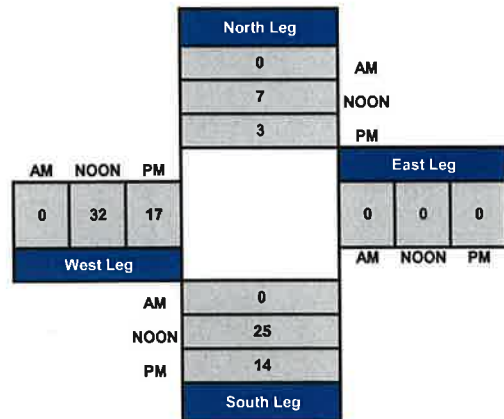 North Leg
0 AM
7 NOON
3 PM
AM NOON PM
East Leg
0 32 17
0 0 0
West Leg
AM NOON PM
AM 0
NOON 25
PM 14
South Leg